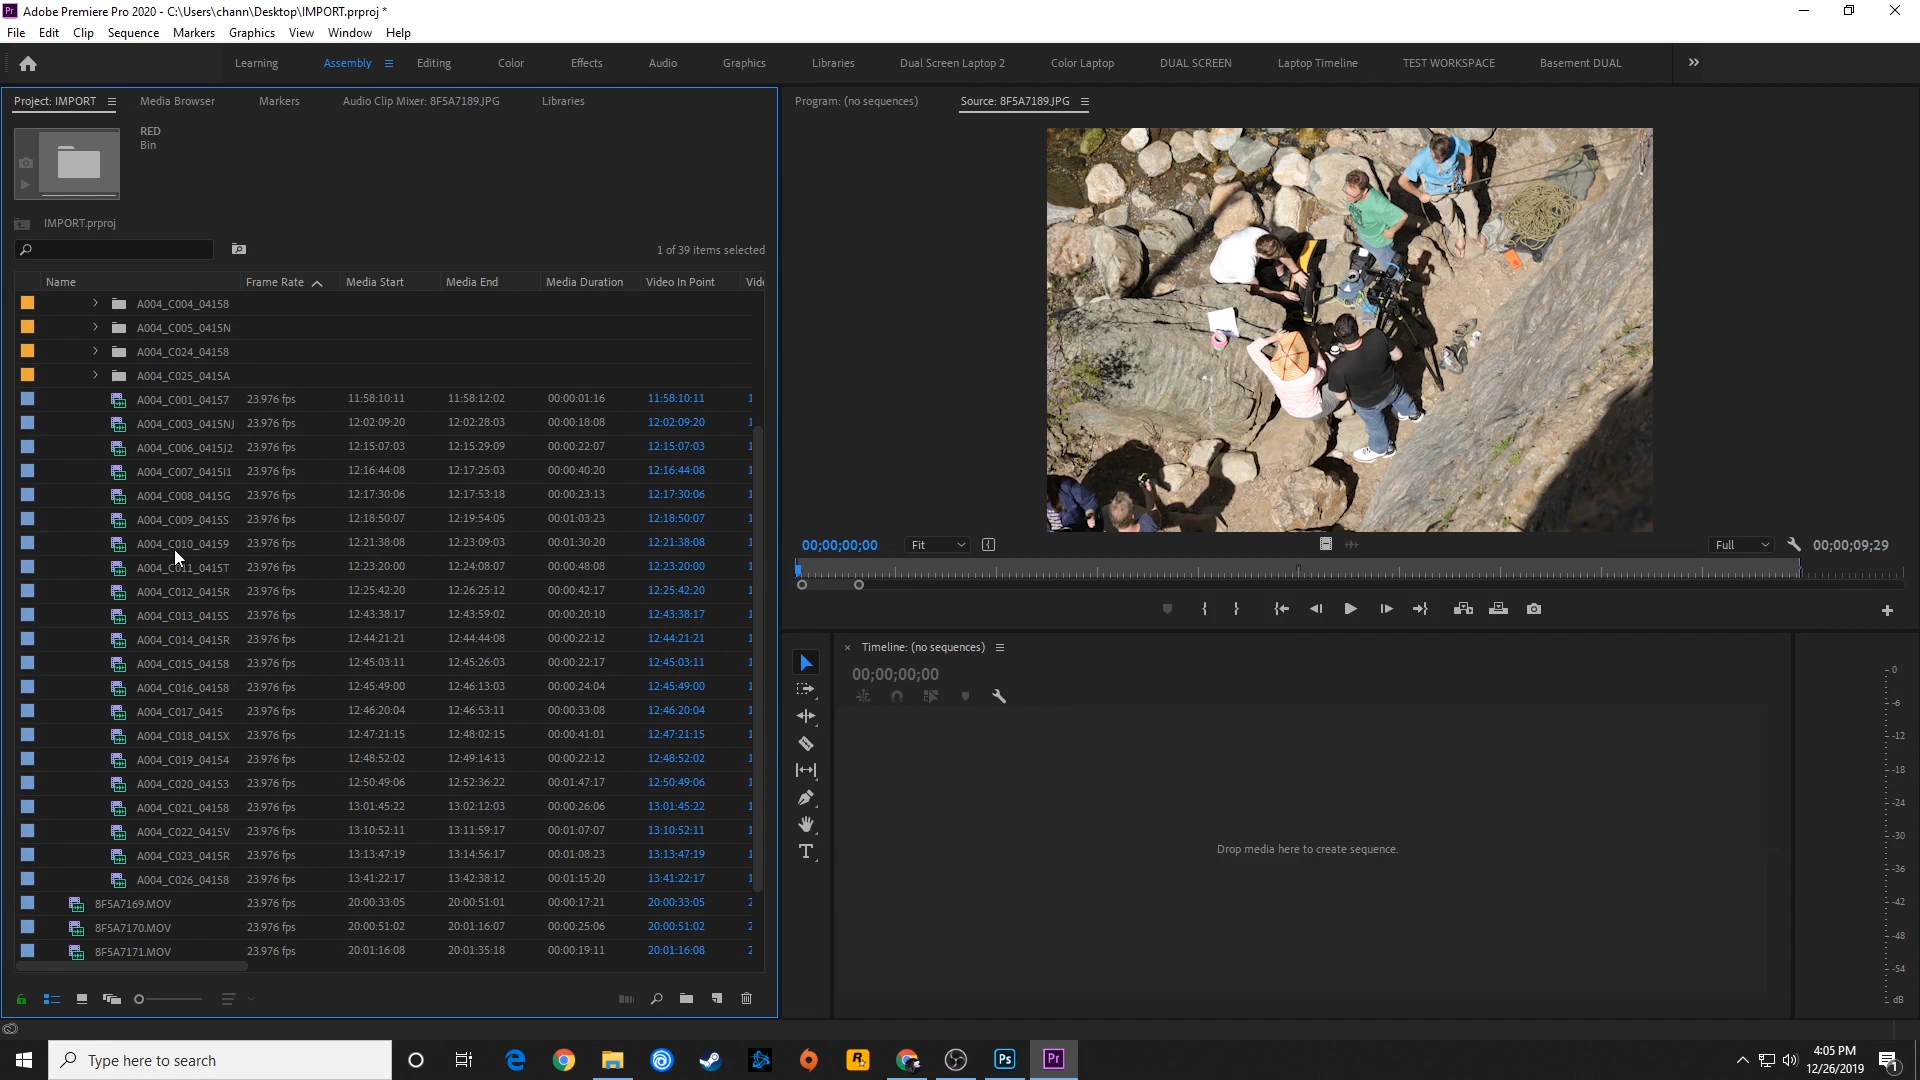 Adobe Premiere Pro 2020 - C:\Users\chann\Desktop\IMPORT.prproj *
File Edit Clip Sequence Markers Graphics View Window Help
Learning Assembly Editing Color Effects Audio Graphics Libraries Dual Screen Laptop 2 Color Laptop DUAL SCREEN Laptop Timeline TEST WORKSPACE Basement DUAL
Project: IMPORT Media Browser Markers Audio Clip Mixer: 8F5A7189.JPG Libraries
Program: (no sequences) Source: 8F5A7189.JPG
RED
Bin
IMPORT.prproj
1 of 39 items selected
Name Frame Rate Media Start Media End Media Duration Video In Point Vide
A004_C004_04158
A004_C005_0415N
A004_C024_04158
A004_C025_0415A
A004_C001_04157 23.976 fps 11:58:10:11 11:58:12:02 00:00:01:16 11:58:10:11 1
A004_C003_0415NJ 23.976 fps 12:02:09:20 12:02:28:03 00:00:18:08 12:02:09:20 1
A004_C006_0415J2 23.976 fps 12:15:07:03 12:15:29:09 00:00:22:07 12:15:07:03 1
A004_C007_0415I1 23.976 fps 12:16:44:08 12:17:25:03 00:00:40:20 12:16:44:08 1
A004_C008_0415G 23.976 fps 12:17:30:06 12:17:53:18 00:00:23:13 12:17:30:06 1
A004_C009_0415S 23.976 fps 12:18:50:07 12:19:54:05 00:01:03:23 12:18:50:07 1
A004_C010_04159 23.976 fps 12:21:38:08 12:23:09:03 00:01:30:20 12:21:38:08 1
A004_C011_0415T 23.976 fps 12:23:20:00 12:24:08:07 00:00:48:08 12:23:20:00 1
A004_C012_0415R 23.976 fps 12:25:42:20 12:26:25:12 00:00:42:17 12:25:42:20 1
A004_C013_0415S 23.976 fps 12:43:38:17 12:43:59:02 00:00:20:10 12:43:38:17 1
A004_C014_0415R 23.976 fps 12:44:21:21 12:44:44:08 00:00:22:12 12:44:21:21 1
A004_C015_04158 23.976 fps 12:45:03:11 12:45:26:03 00:00:22:17 12:45:03:11 1
A004_C016_04158 23.976 fps 12:45:49:00 12:46:13:03 00:00:24:04 12:45:49:00 1
A004_C017_0415 23.976 fps 12:46:20:04 12:46:53:11 00:00:33:08 12:46:20:04 1
A004_C018_0415X 23.976 fps 12:47:21:15 12:48:02:15 00:00:41:01 12:47:21:15 1
A004_C019_04154 23.976 fps 12:48:52:02 12:49:14:13 00:00:22:12 12:48:52:02 1
A004_C020_04153 23.976 fps 12:50:49:06 12:52:36:22 00:01:47:17 12:50:49:06 1
A004_C021_04158 23.976 fps 13:01:45:22 13:02:12:03 00:00:26:06 13:01:45:22 1
A004_C022_0415V 23.976 fps 13:10:52:11 13:11:59:17 00:01:07:07 13:10:52:11 1
A004_C023_0415R 23.976 fps 13:13:47:19 13:14:56:17 00:01:08:23 13:13:47:19 1
A004_C026_04158 23.976 fps 13:41:22:17 13:42:38:12 00:01:15:20 13:41:22:17 1
8F5A7169.MOV 23.976 fps 20:00:33:05 20:00:51:01 00:00:17:21 20:00:33:05 2
8F5A7170.MOV 23.976 fps 20:00:51:02 20:01:16:07 00:00:25:06 20:00:51:02 2
8F5A7171.MOV 23.976 fps 20:01:16:08 20:01:35:18 00:00:19:11 20:01:16:08 2
00;00;00;00 Fit Full 00;00;09;29
Timeline: (no sequences)
00;00;00;00
Drop media here to create sequence.
0
-6
-12
-18
-24
-30
-36
-42
-48
-54
dB
Type here to search
Ps
Pr
4:05 PM
12/26/2019
1